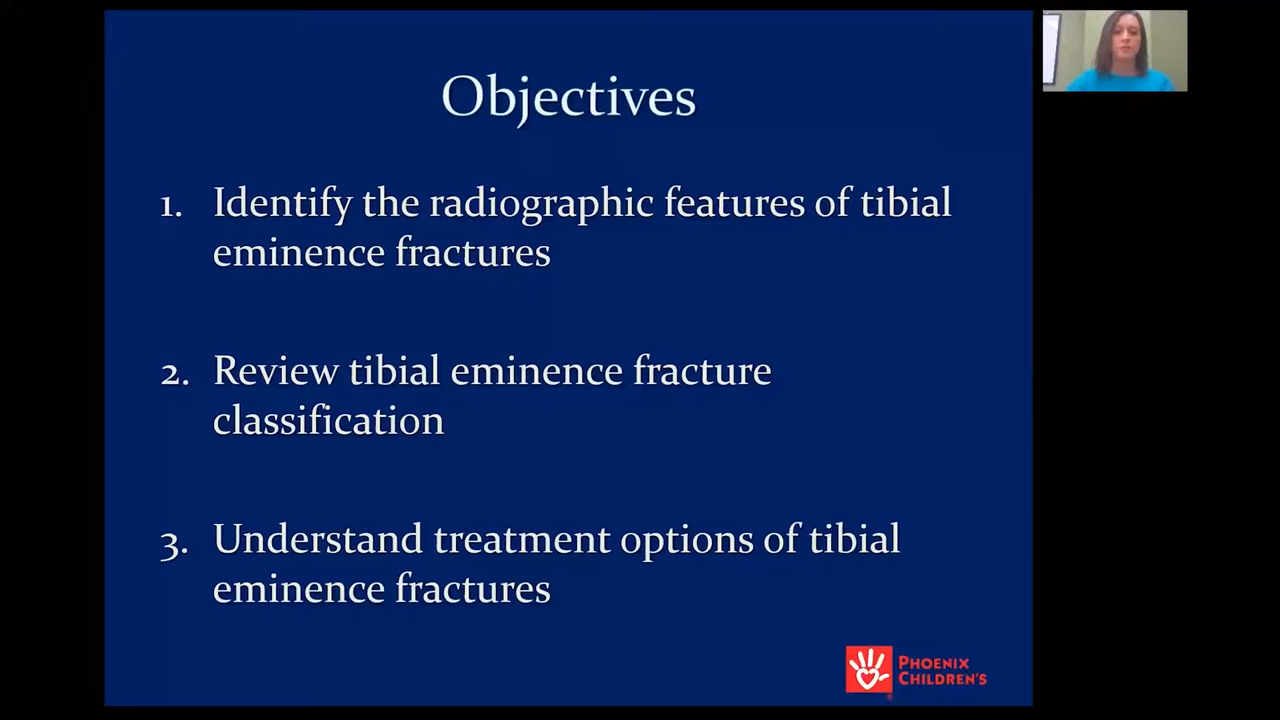 Objectives
1. Identify the radiographic features of tibial
eminence fractures
2. Review tibial eminence fracture
classification
3. Understand treatment options of tibial
eminence fractures
PHOENIX
CHILDREN'S